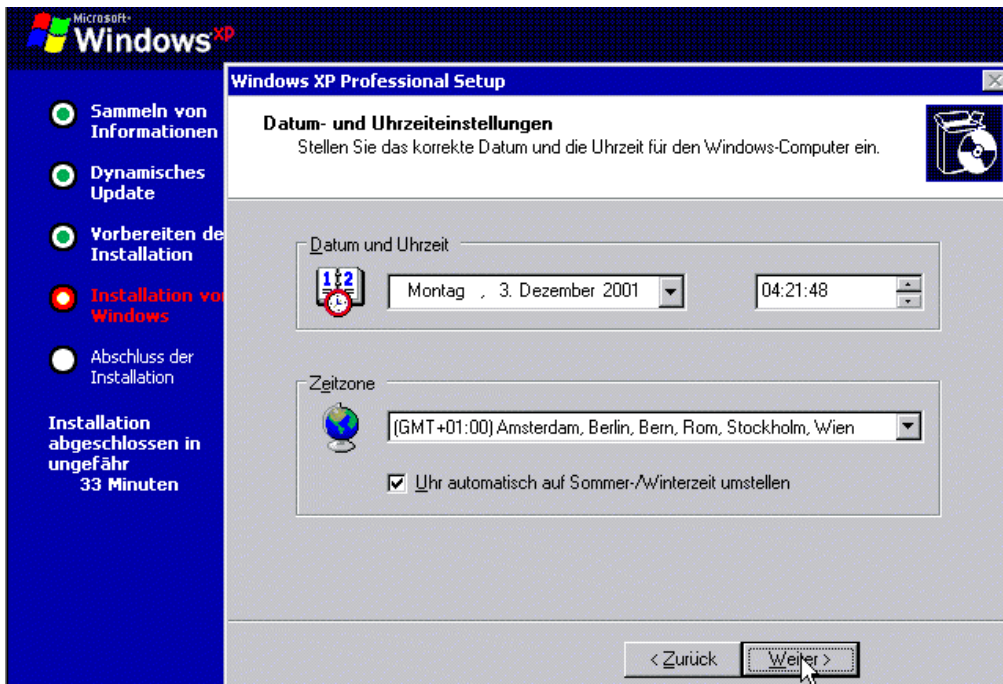 Microsoft
Windows XP
Sammeln von
Informationen
Dynamisches
Update
Vorbereiten de
Installation
Installation vo
Windows
Abschluss der
Installation
Installation
abgeschlossen in
ungefähr
33 Minuten
Windows XP Professional Setup
Datum- und Uhrzeiteinstellungen
Stellen Sie das korrekte Datum und die Uhrzeit für den Windows-Computer ein.
Datum und Uhrzeit
1 2
Montag , 3. Dezember 2001
04:21:48
Zeitzone
(GMT+01:00) Amsterdam, Berlin, Bern, Rom, Stockholm, Wien
Uhr automatisch auf Sommer-/Winterzeit umstellen
< Zurück
Weiter >